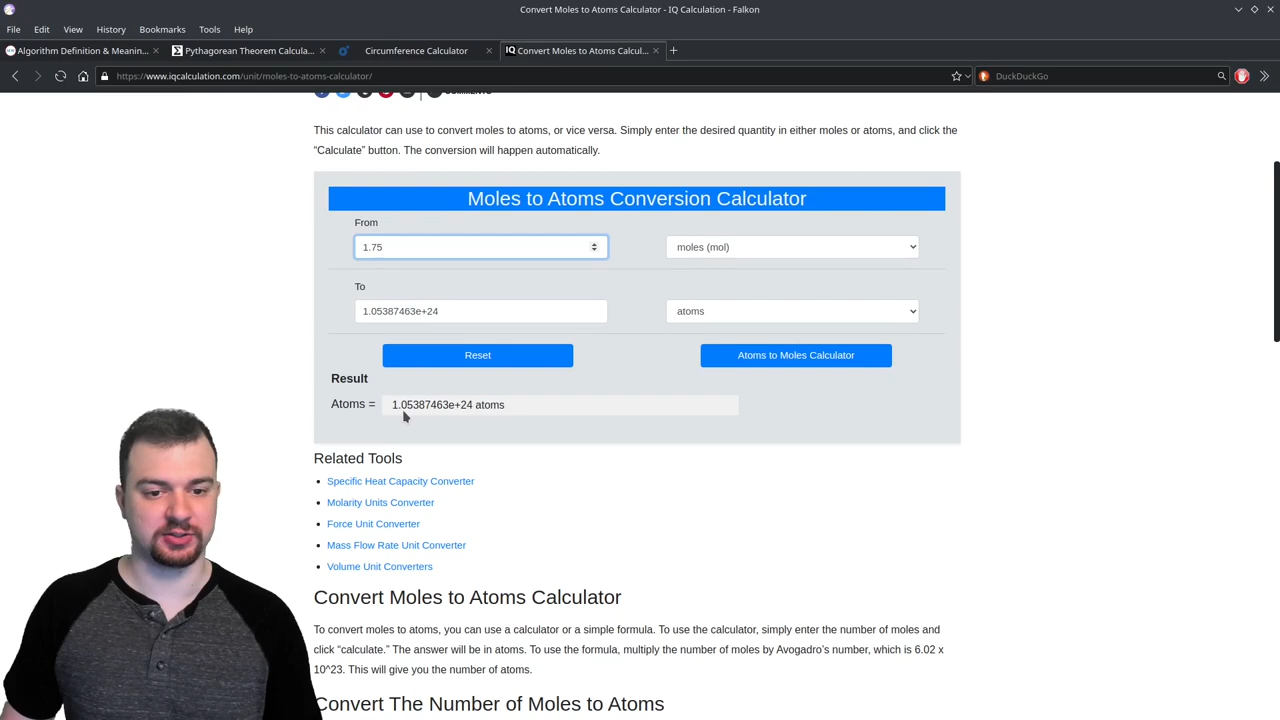 Convert Moles to Atoms Calculator - IQ Calculation - Falkon
File Edit View History Bookmarks Tools Help
Algorithm Definition & Meanin...
Pythagorean Theorem Calcula...
Circumference Calculator
IQ Convert Moles to Atoms Calcul...
https://www.iqcalculation.com/unit/moles-to-atoms-calculator/
DuckDuckGo
This calculator can use to convert moles to atoms, or vice versa. Simply enter the desired quantity in either moles or atoms, and click the
“Calculate” button. The conversion will happen automatically.
Moles to Atoms Conversion Calculator
From
1.75
moles (mol)
To
1.05387463e+24
atoms
Reset
Atoms to Moles Calculator
Result
Atoms = 1.05387463e+24 atoms
Related Tools
Specific Heat Capacity Converter
Molarity Units Converter
Force Unit Converter
Mass Flow Rate Unit Converter
Volume Unit Converters
Convert Moles to Atoms Calculator
To convert moles to atoms, you can use a calculator or a simple formula. To use the calculator, simply enter the number of moles and
click “calculate.” The answer will be in atoms. To use the formula, multiply the number of moles by Avogadro’s number, which is 6.02 x
10^23. This will give you the number of atoms.
Convert The Number of Moles to Atoms